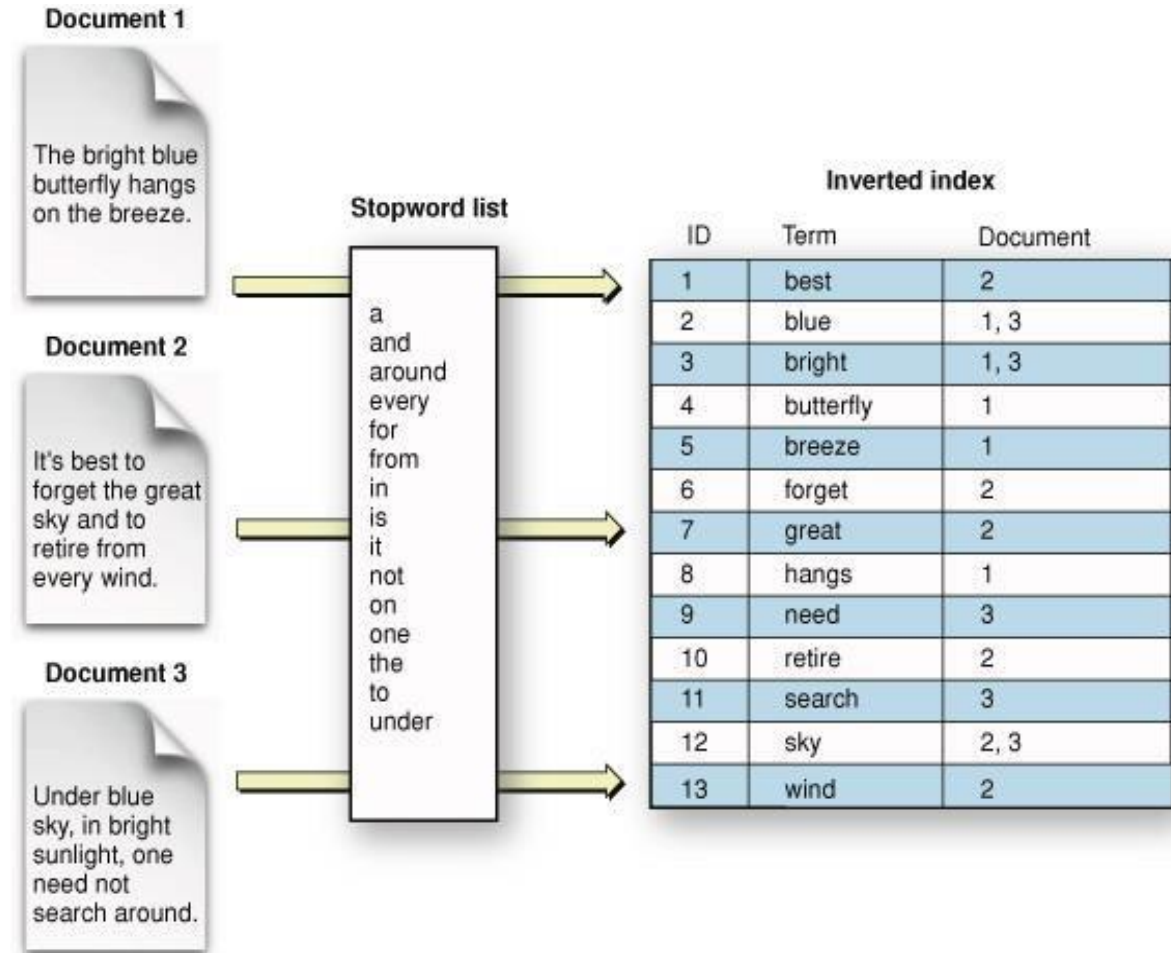 Document 1
The bright blue
butterfly hangs
on the breeze.
Document 2
It's best to
forget the great
sky and to
retire from
every wind.
Document 3
Under blue
sky, in bright
sunlight, one
need not
search around.
Stopword list
a
and
around
every
for
from
in
is
it
not
on
one
the
to
under
Inverted index
ID Term Document
1 best 2
2 blue 1, 3
3 bright 1, 3
4 butterfly 1
5 breeze 1
6 forget 2
7 great 2
8 hangs 1
9 need 3
10 retire 2
11 search 3
12 sky 2, 3
13 wind 2